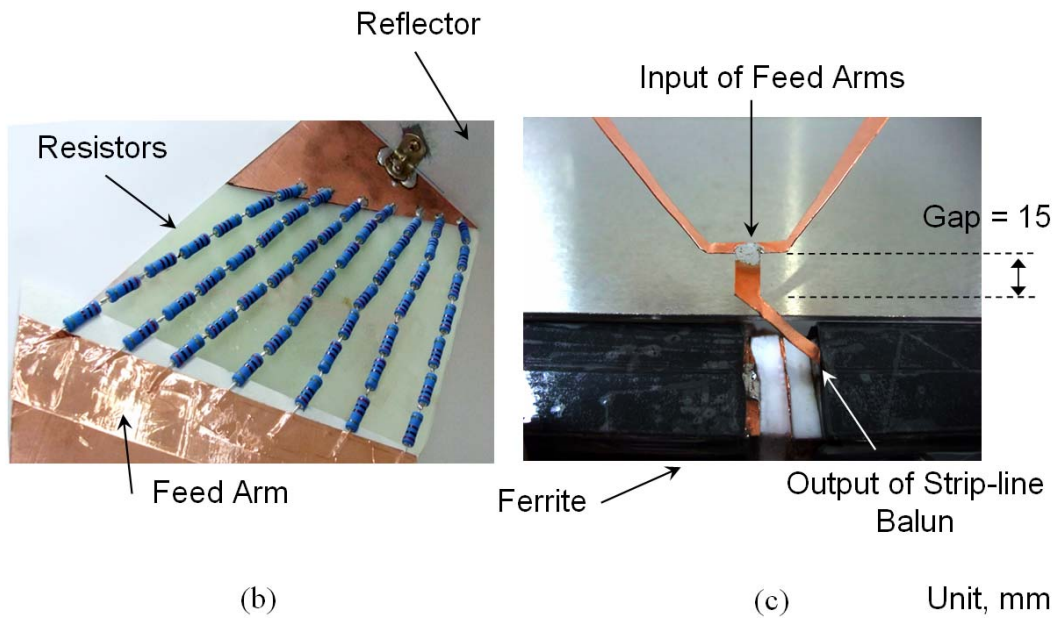 Reflector
Resistors
Feed Arm
(b)
Input of Feed Arms
Gap = 15
Ferrite
Output of Strip-line
Balun
(c)
Unit, mm